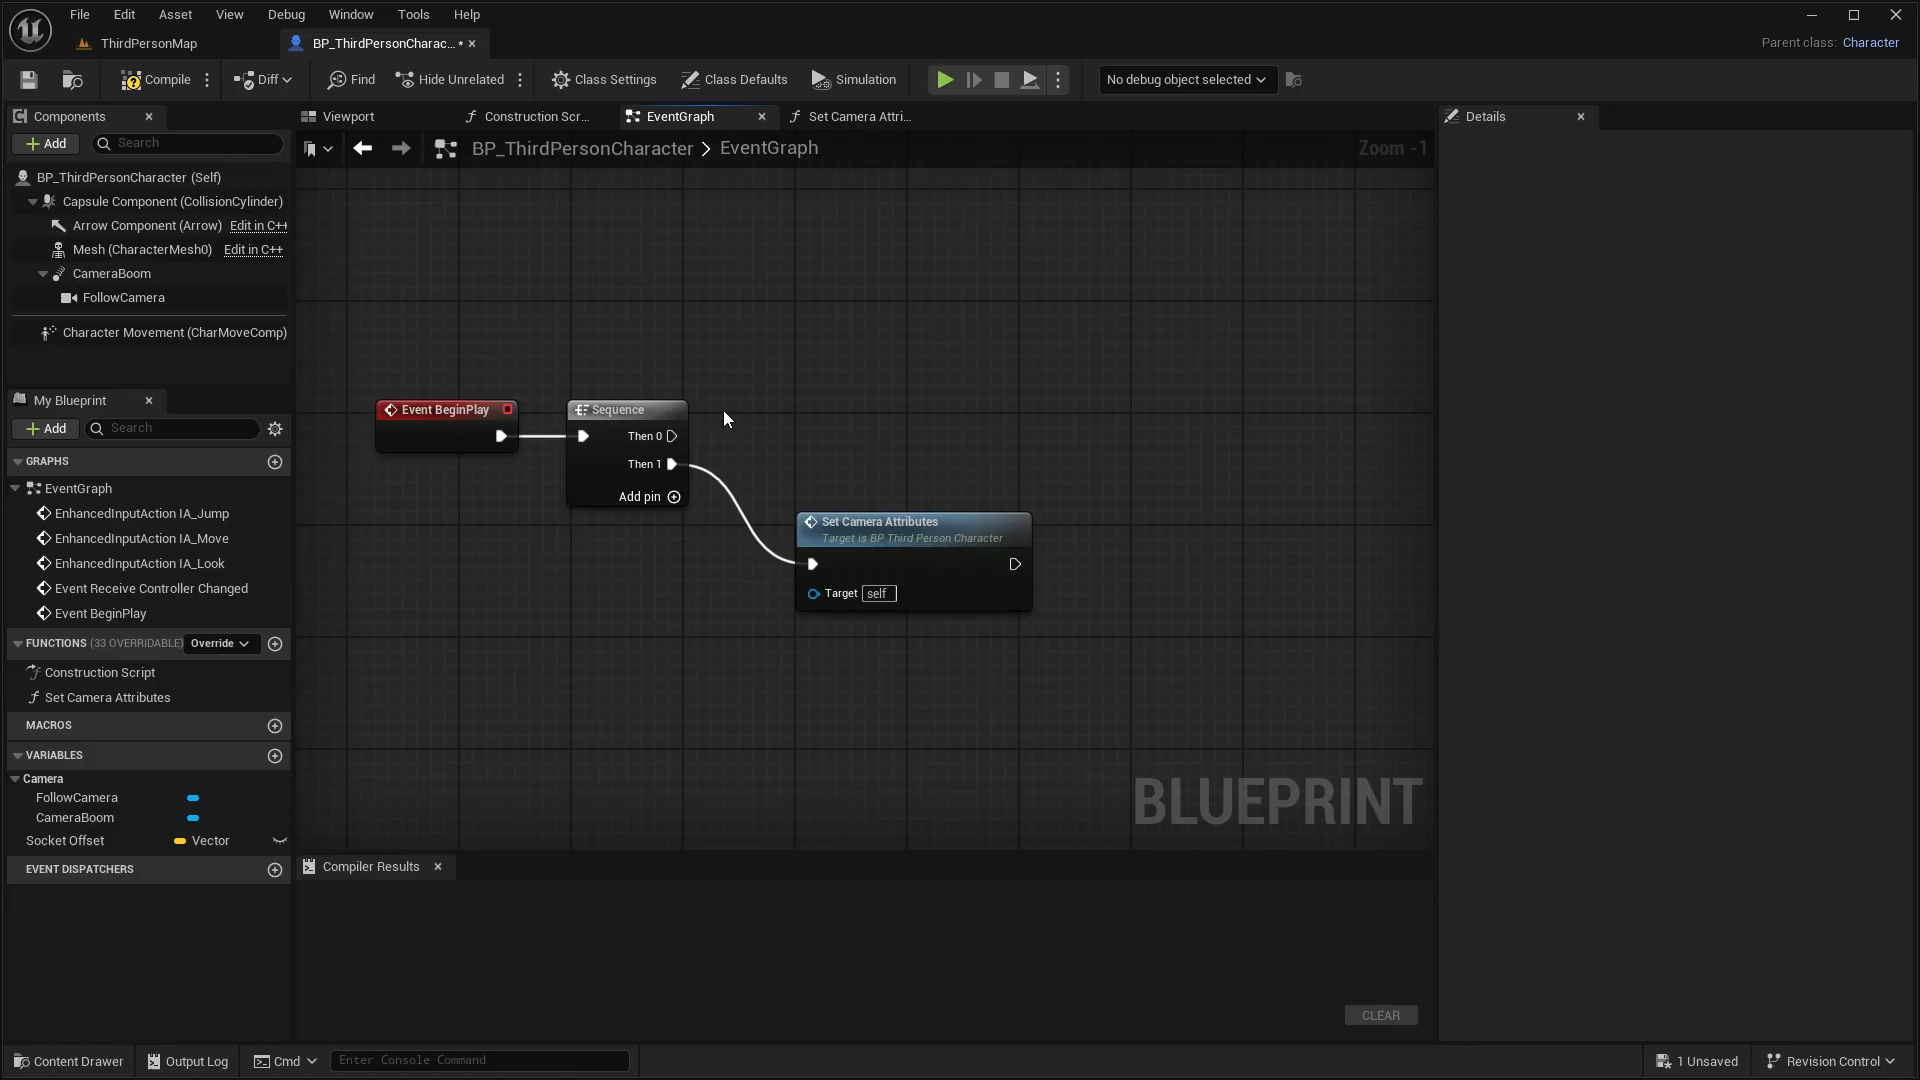 File Edit Asset View Debug Window Tools Help
ThirdPersonMap
BP_ThirdPersonCharac... •
Parent class: Character
Compile
Diff
Find
Hide Unrelated
Class Settings
Class Defaults
Simulation
No debug object selected
Components
Add
Search
BP_ThirdPersonCharacter (Self)
Capsule Component (CollisionCylinder)
Arrow Component (Arrow) Edit in C++
Mesh (CharacterMesh0) Edit in C++
CameraBoom
FollowCamera
Character Movement (CharMoveComp)
My Blueprint
Add
Search
GRAPHS
EventGraph
EnhancedInputAction IA_Jump
EnhancedInputAction IA_Move
EnhancedInputAction IA_Look
Event Receive Controller Changed
Event BeginPlay
FUNCTIONS (33 OVERRIDABLE) Override
Construction Script
Set Camera Attributes
MACROS
VARIABLES
Camera
FollowCamera
CameraBoom
Socket Offset Vector
EVENT DISPATCHERS
Viewport
Construction Scr...
EventGraph
Set Camera Attri...
BP_ThirdPersonCharacter > EventGraph
Zoom -1
Event BeginPlay
Sequence
Then 0
Then 1
Add pin
Set Camera Attributes
Target is BP Third Person Character
Target self
BLUEPRINT
Compiler Results
CLEAR
Details
Content Drawer
Output Log
Cmd
Enter Console Command
1 Unsaved
Revision Control